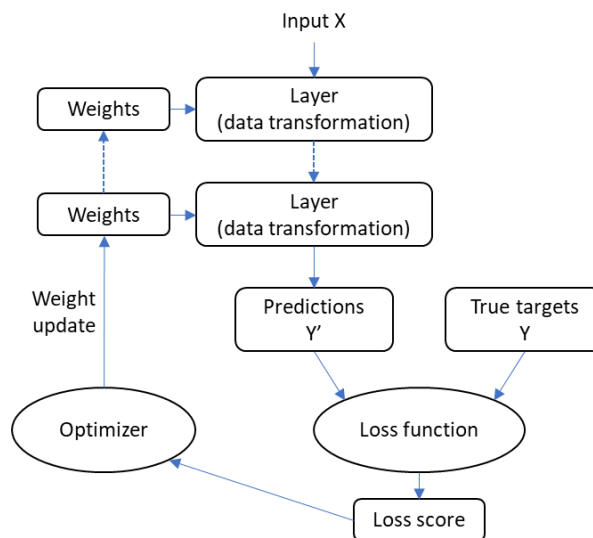 Input X
Weights
Layer
(data transformation)
Weights
Layer
(data transformation)
Weight
update
Predictions
Y’
True targets
Y
Optimizer
Loss function
Loss score